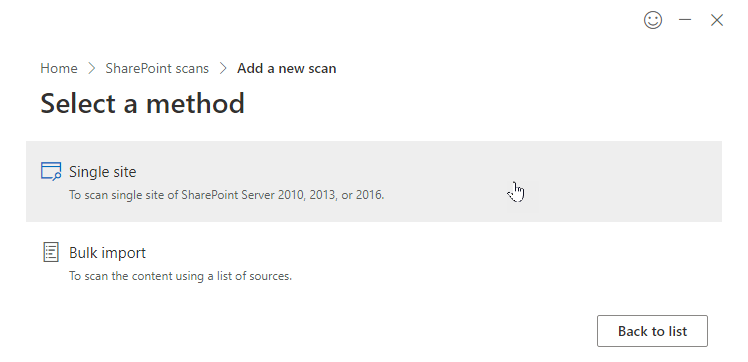 Home > SharePoint scans > Add a new scan
Select a method
Single site
To scan single site of SharePoint Server 2010, 2013, or 2016.
Bulk import
To scan the content using a list of sources.
Back to list